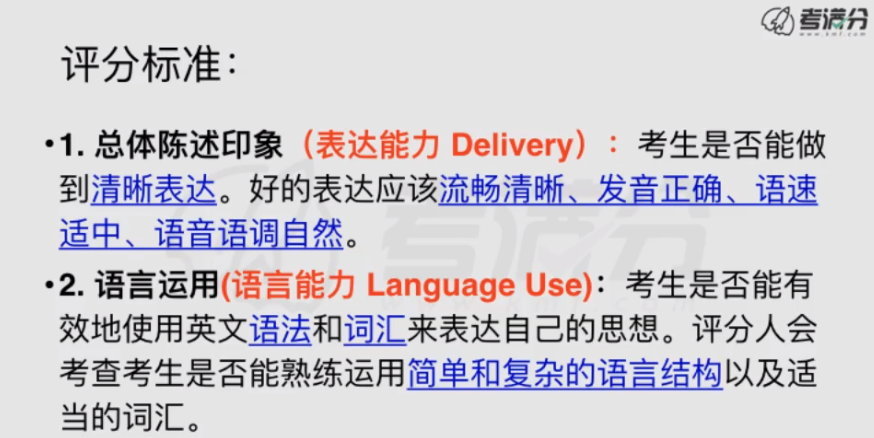 考满分
www.kmf.com
评分标准：
•1. 总体陈述印象（表达能力 Delivery）：考生是否能做
到清晰表达。好的表达应该流畅清晰、发音正确、语速
适中、语音语调自然。
•2. 语言运用(语言能力 Language Use)：考生是否能有
效地使用英文语法和词汇来表达自己的思想。评分人会
考查考生是否能熟练运用简单和复杂的语言结构以及适
当的词汇。